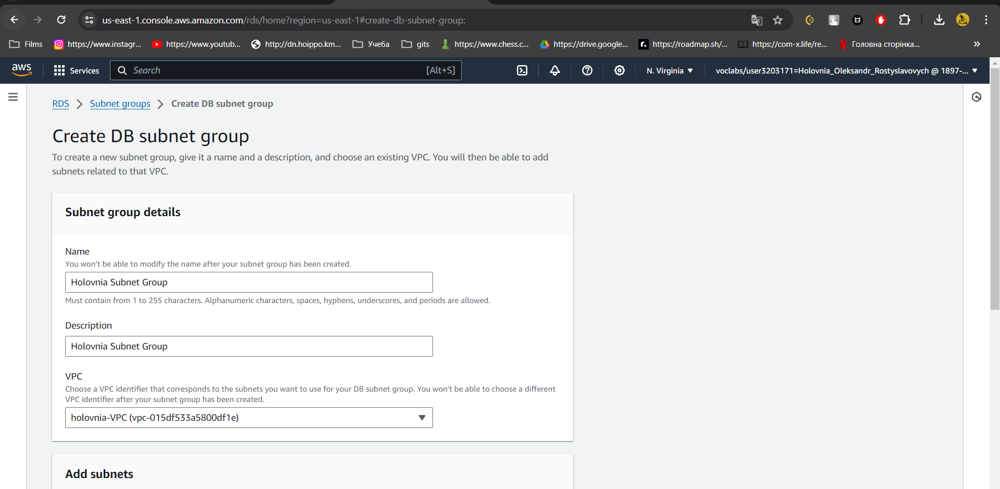 us-east-1.console.aws.amazon.com/rds/home?region=us-east-1#create-db-subnet-group:
Films https://www.instagr... https://www.youtub... http://dn.hoippo.km... Учеба gits https://www.chess.c... https://drive.google... https://roadmap.sh/... https://com-x.life/re... Головна сторінка... »
aws Services Search [Alt+S] N. Virginia voclabs/user3203171=Holovnia_Oleksandr_Rostyslavovych @ 1897-...
RDS Subnet groups Create DB subnet group
Create DB subnet group
To create a new subnet group, give it a name and a description, and choose an existing VPC. You will then be able to add
subnets related to that VPC.
Subnet group details
Name
You won't be able to modify the name after your subnet group has been created.
Holovnia Subnet Group
Must contain from 1 to 255 characters. Alphanumeric characters, spaces, hyphens, underscores, and periods are allowed.
Description
Holovnia Subnet Group
VPC
Choose a VPC identifier that corresponds to the subnets you want to use for your DB subnet group. You won't be able to choose a different
VPC identifier after your subnet group has been created.
holovnia-VPC (vpc-015df533a5800df1e)
Add subnets